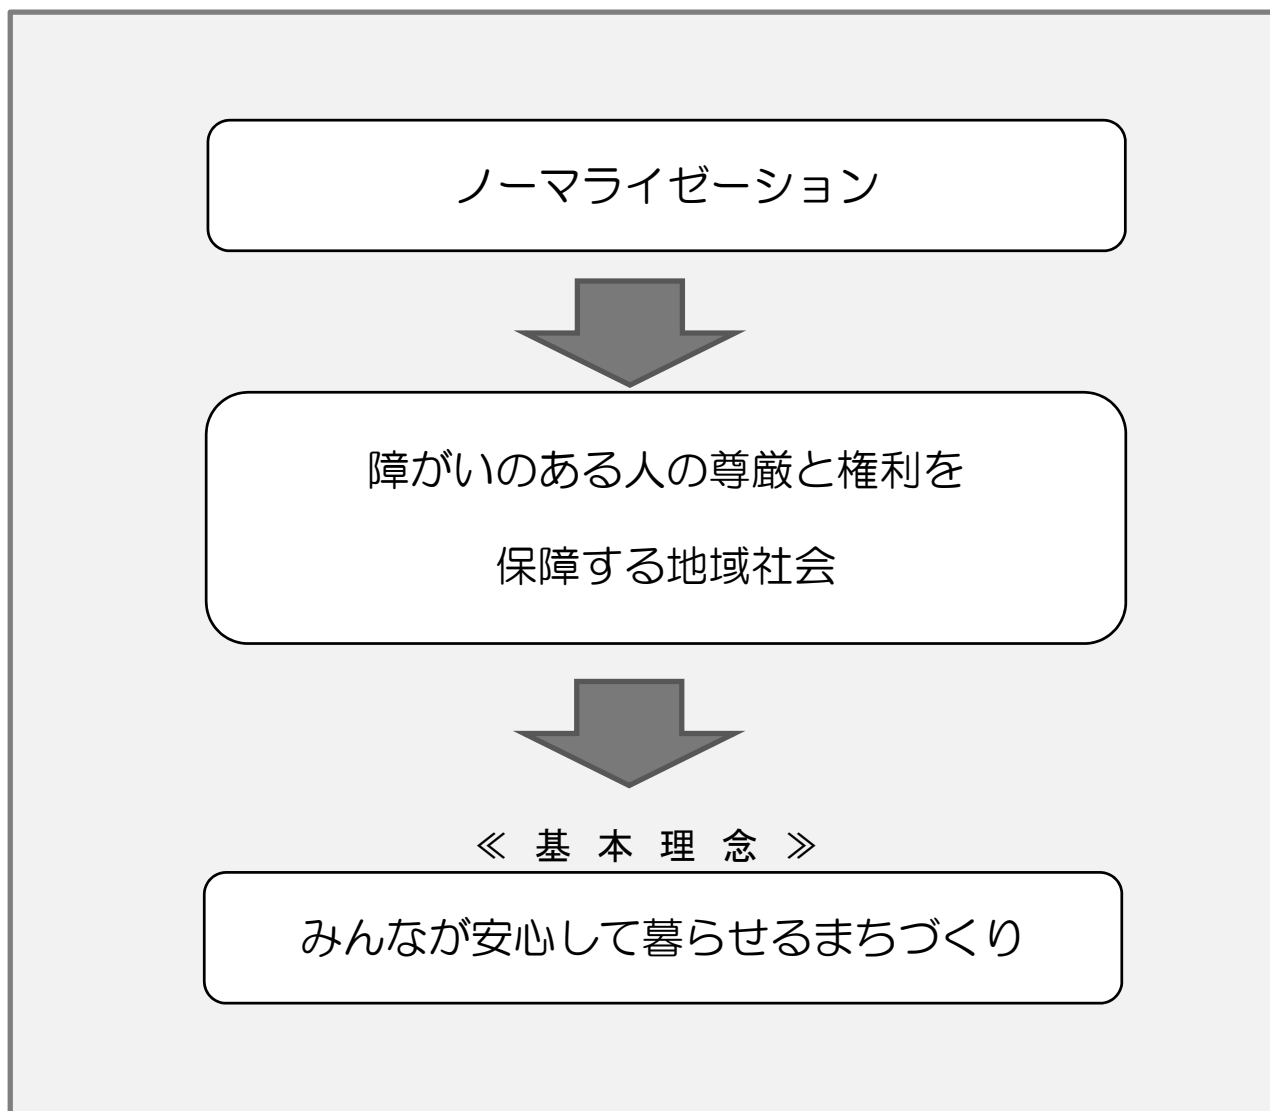 ノーマライゼーション
障がいのある人の尊厳と権利を
保障する地域社会
≪ 基 本 理 念 ≫
みんなが安心して暮らせるまちづくり